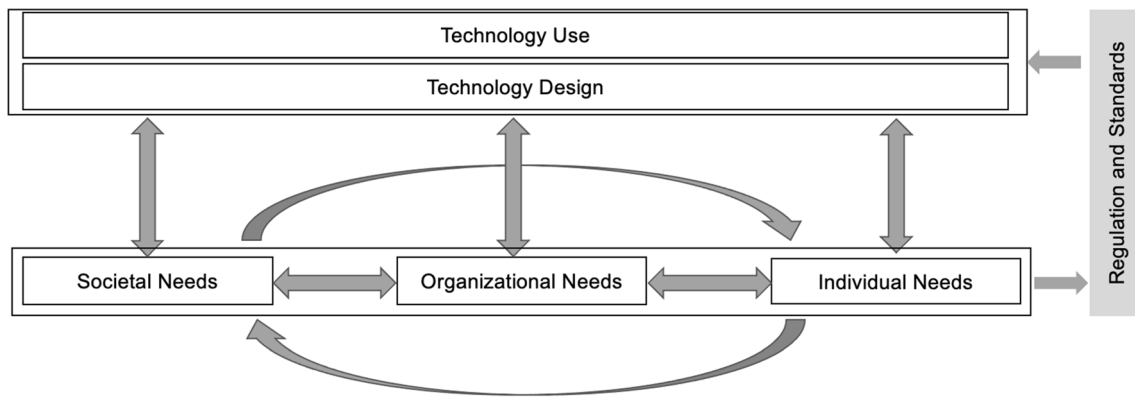 Technology Use
Technology Design
Regulation and Standards
Societal Needs
Organizational Needs
Individual Needs